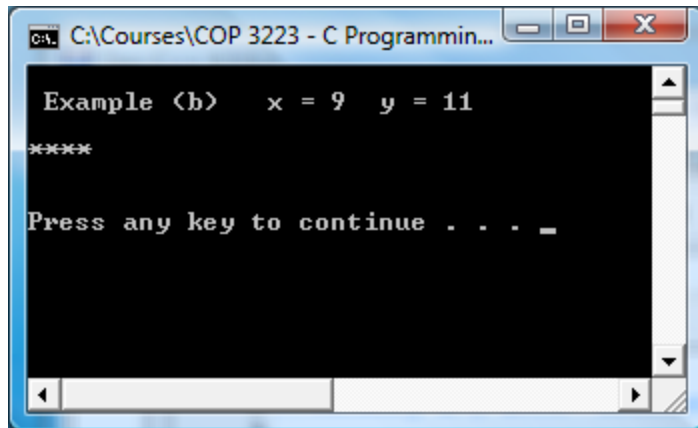 C:\Courses\COP 3223 - C Programmin...
Example (b)   x = 9  y = 11
****
Press any key to continue . . . _